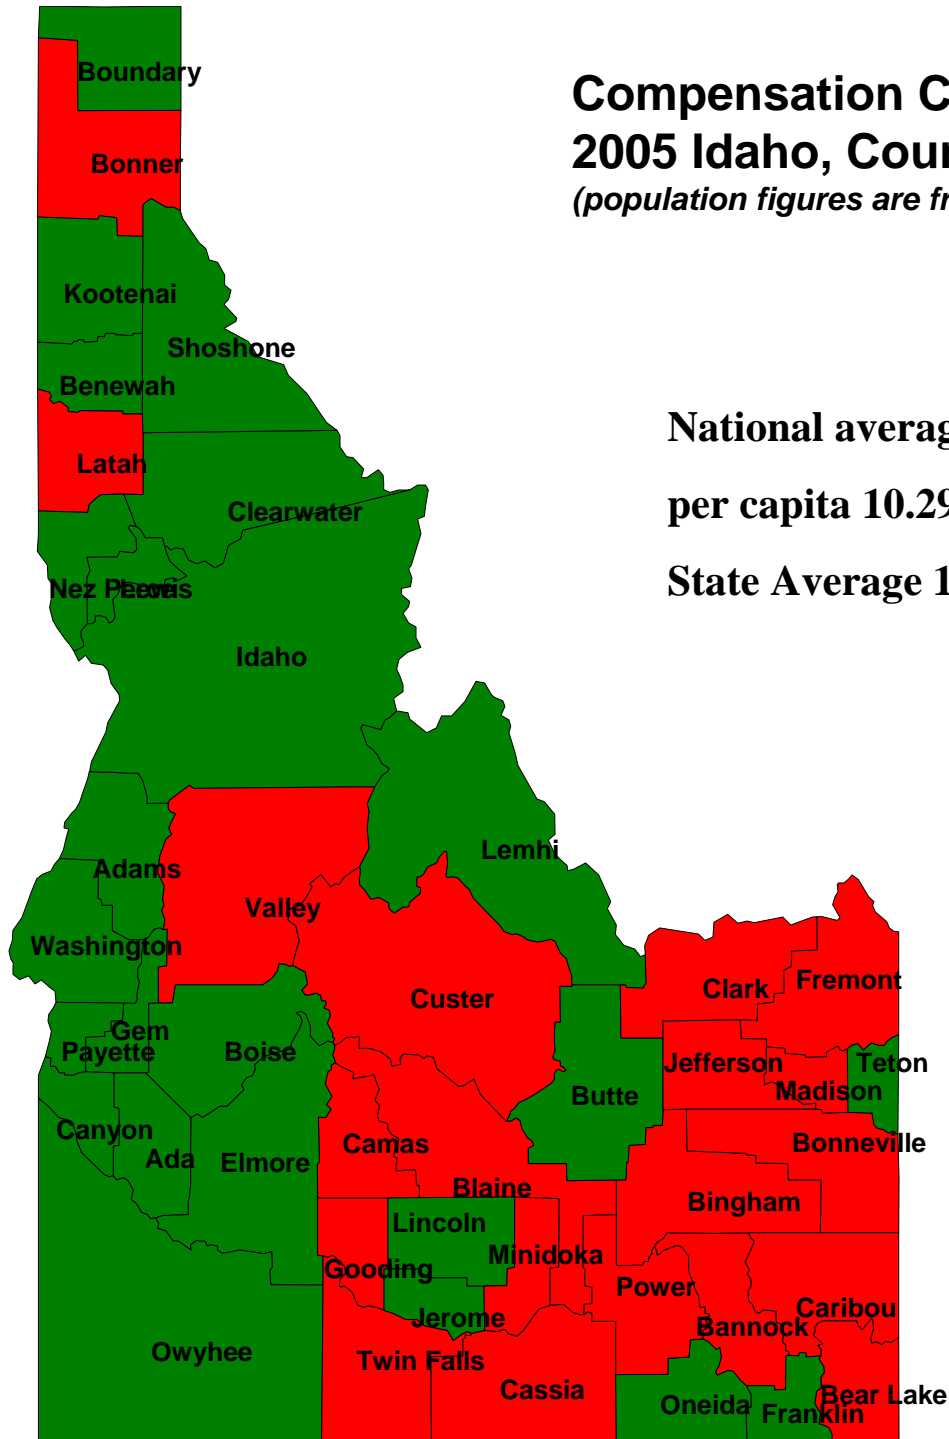 Boundary
Compensation C
2005 Idaho, Cour
(population figures are fr
Bonner
Kootenai
Shoshone
Benewah
National averag
Latah
per capita 10.29
Clearwater
State Average 1
Nez Perce
Lewis
Idaho
Lemhi
Adams
Valley
Washington
Custer
Clark
Fremont
Gem
Payette
Boise
Jefferson
Teton
Butte
Madison
Canyon
Ada
Elmore
Camas
Bonneville
Blaine
Bingham
Lincoln
Minidoka
Gooding
Power
Jerome
Caribou
Bannock
Owyhee
Twin Falls
Cassia
Oneida
Franklin
Bear Lake